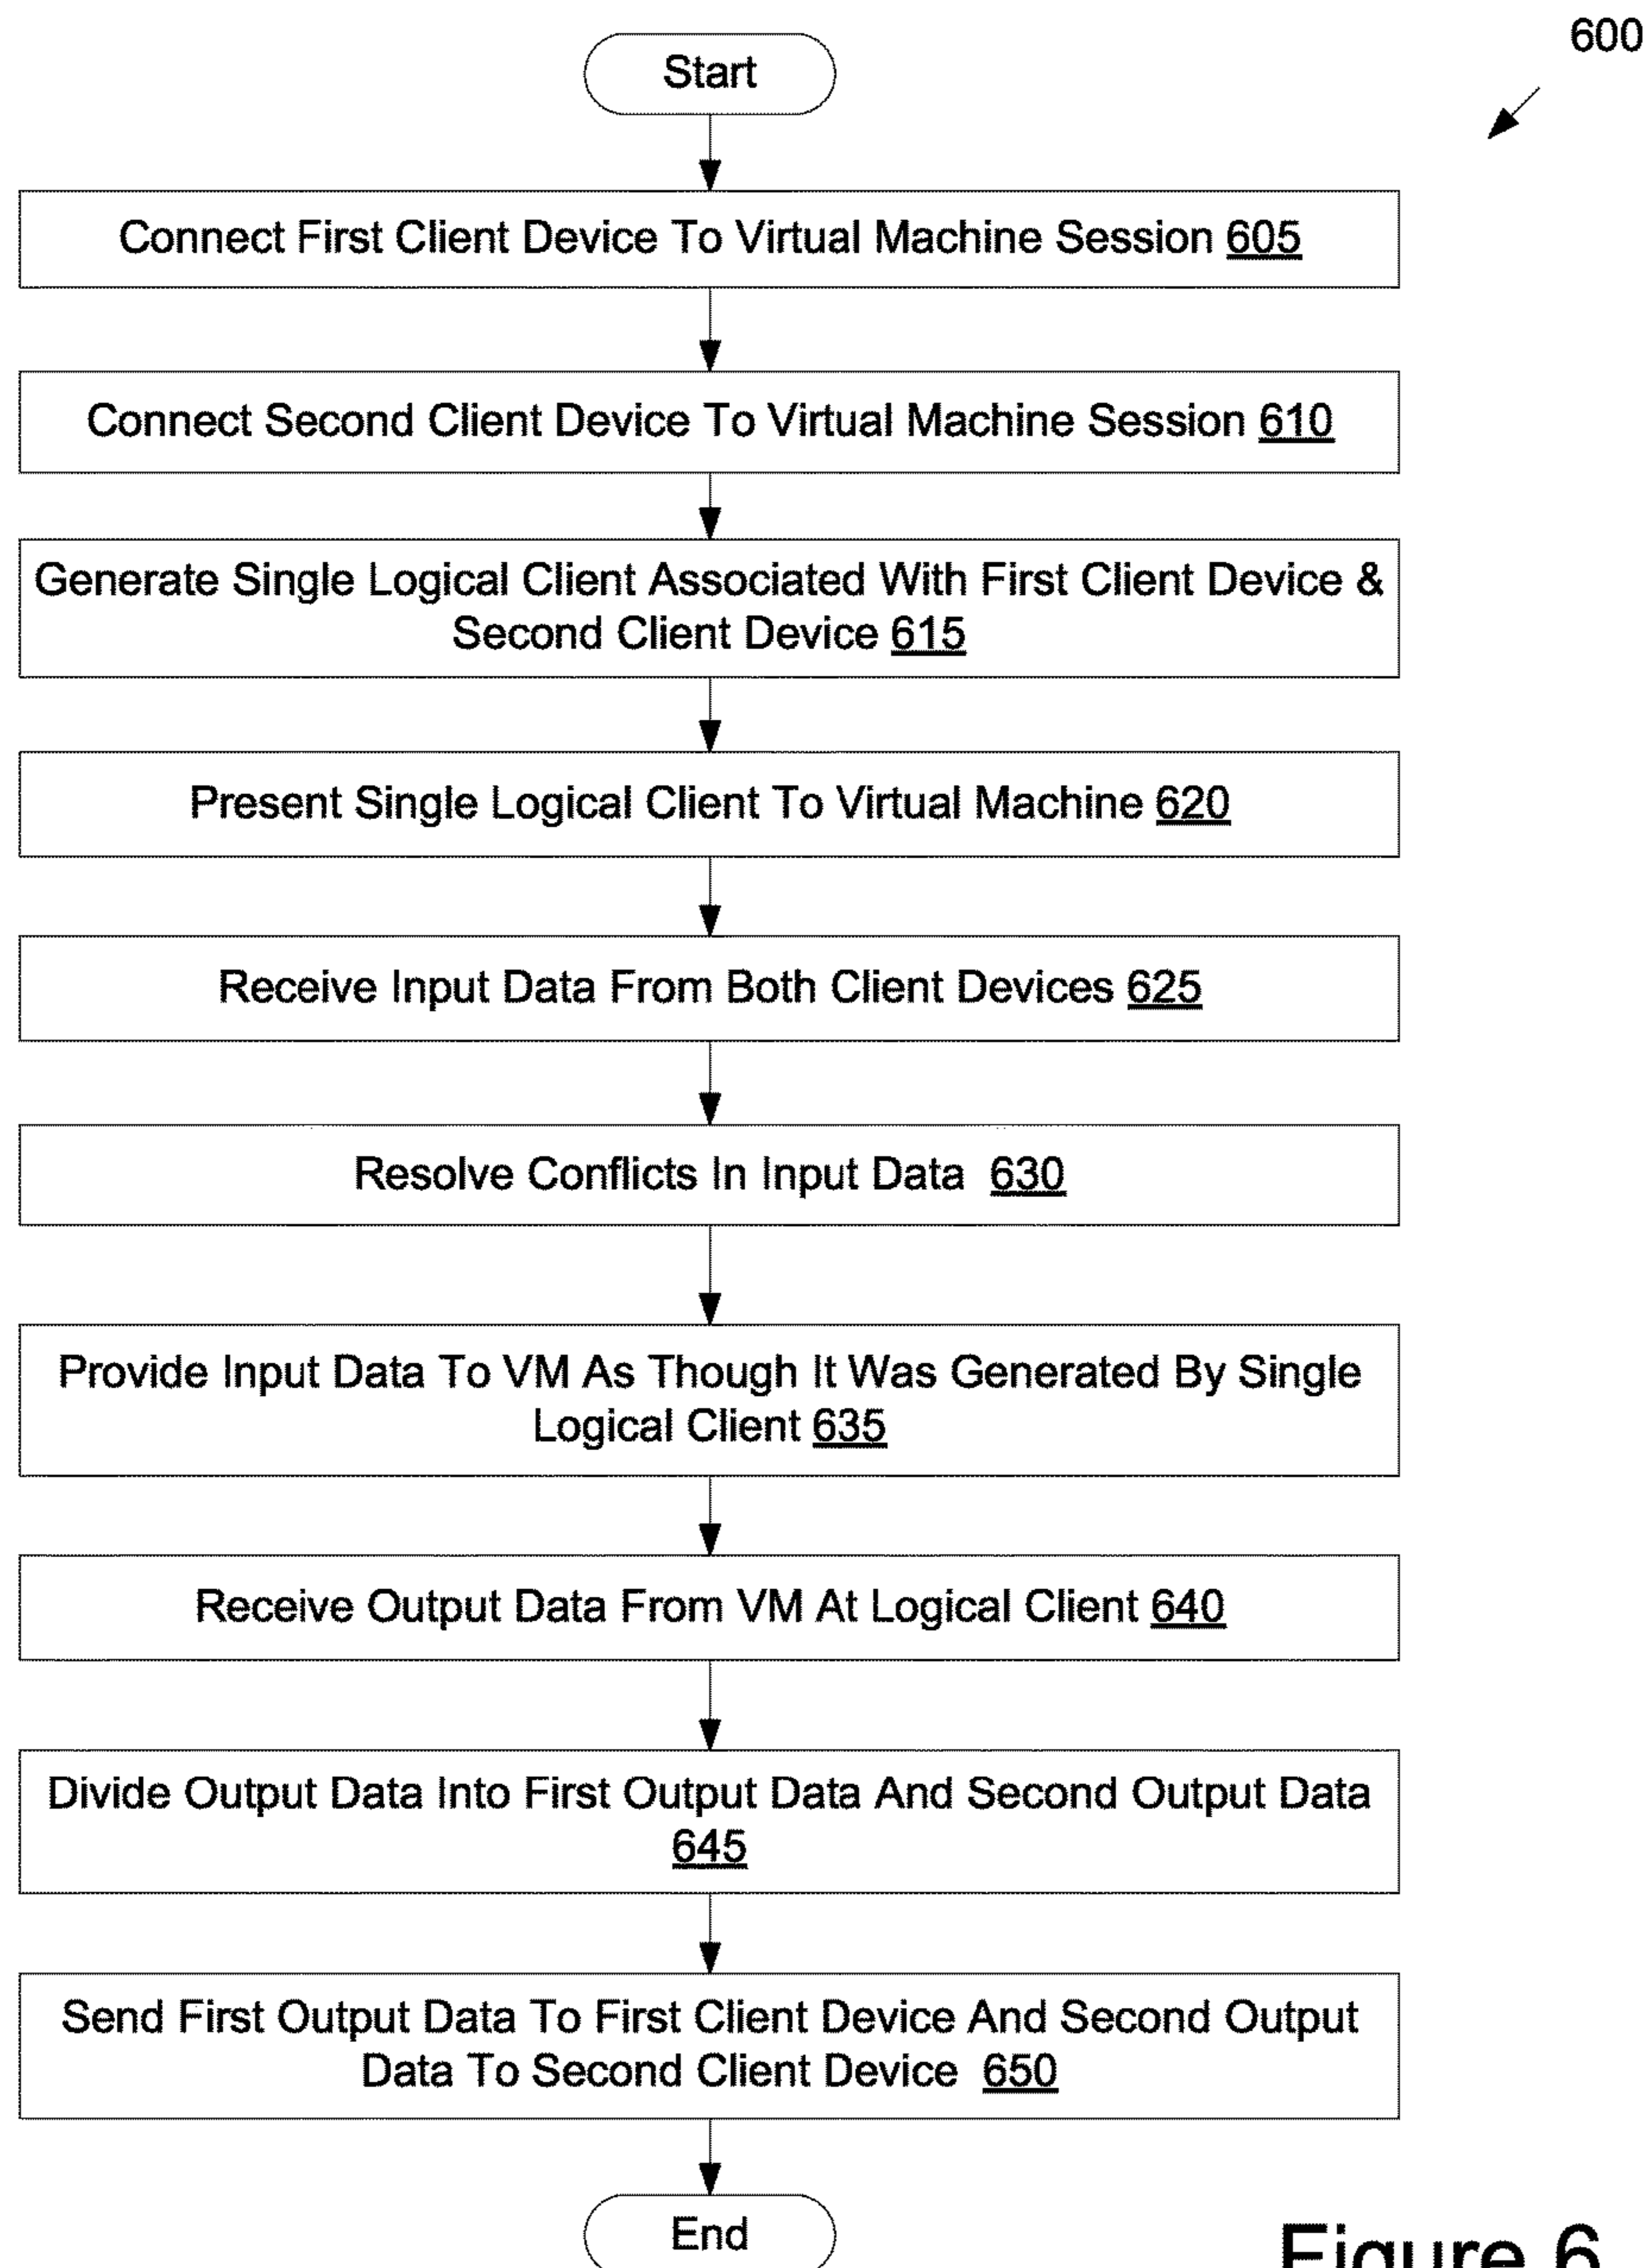 600
Start
Connect First Client Device To Virtual Machine Session 605
Connect Second Client Device To Virtual Machine Session 610
Generate Single Logical Client Associated With First Client Device &
Second Client Device 615
Present Single Logical Client To Virtual Machine 620
Receive Input Data From Both Client Devices 625
Resolve Conflicts In Input Data 630
Provide Input Data To VM As Though It Was Generated By Single
Logical Client 635
Receive Output Data From VM At Logical Client 640
Divide Output Data Into First Output Data And Second Output Data
645
Send First Output Data To First Client Device And Second Output
Data To Second Client Device 650
End
Figure 6